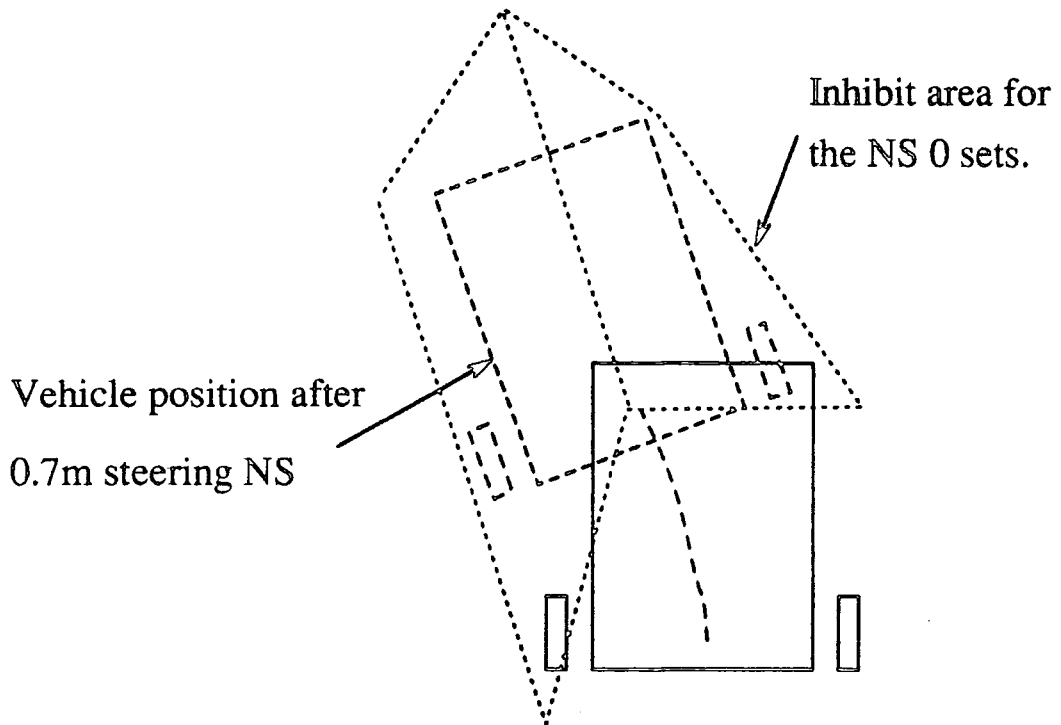 Inhibit area for
the NS 0 sets.
Vehicle position after
0.7m steering NS